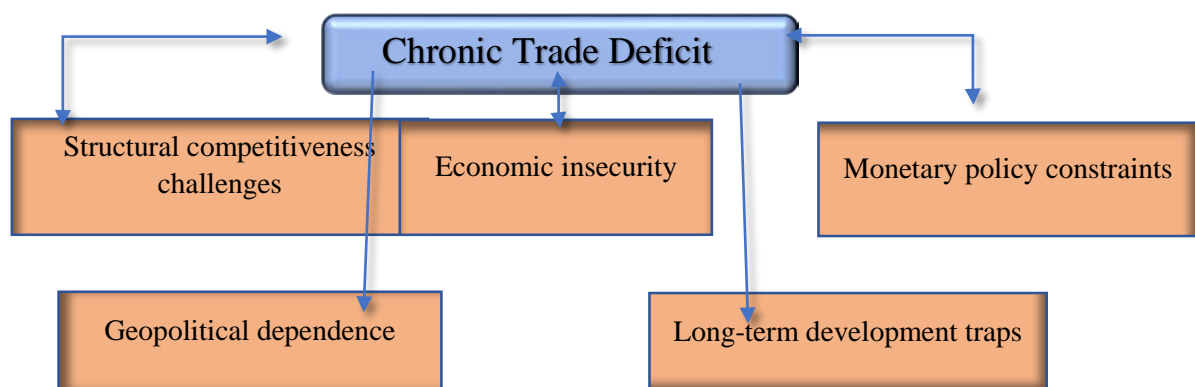 Chronic Trade Deficit
Structural competitiveness
challenges
Economic insecurity
Monetary policy constraints
Geopolitical dependence
Long-term development traps